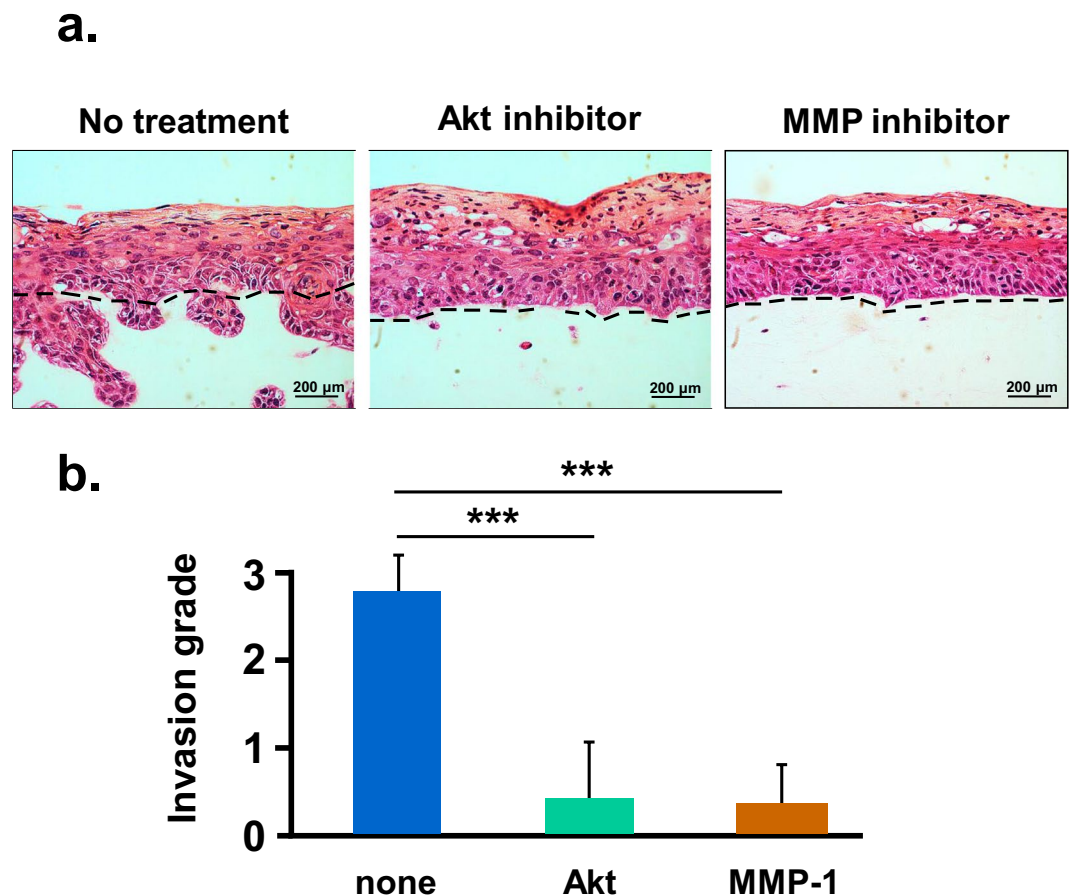 a.
No treatment
Akt inhibitor
MMP inhibitor
200 µm
200 µm
200 µm
b.
***
***
Invasion grade
3
2
1
0
none
Akt
MMP-1